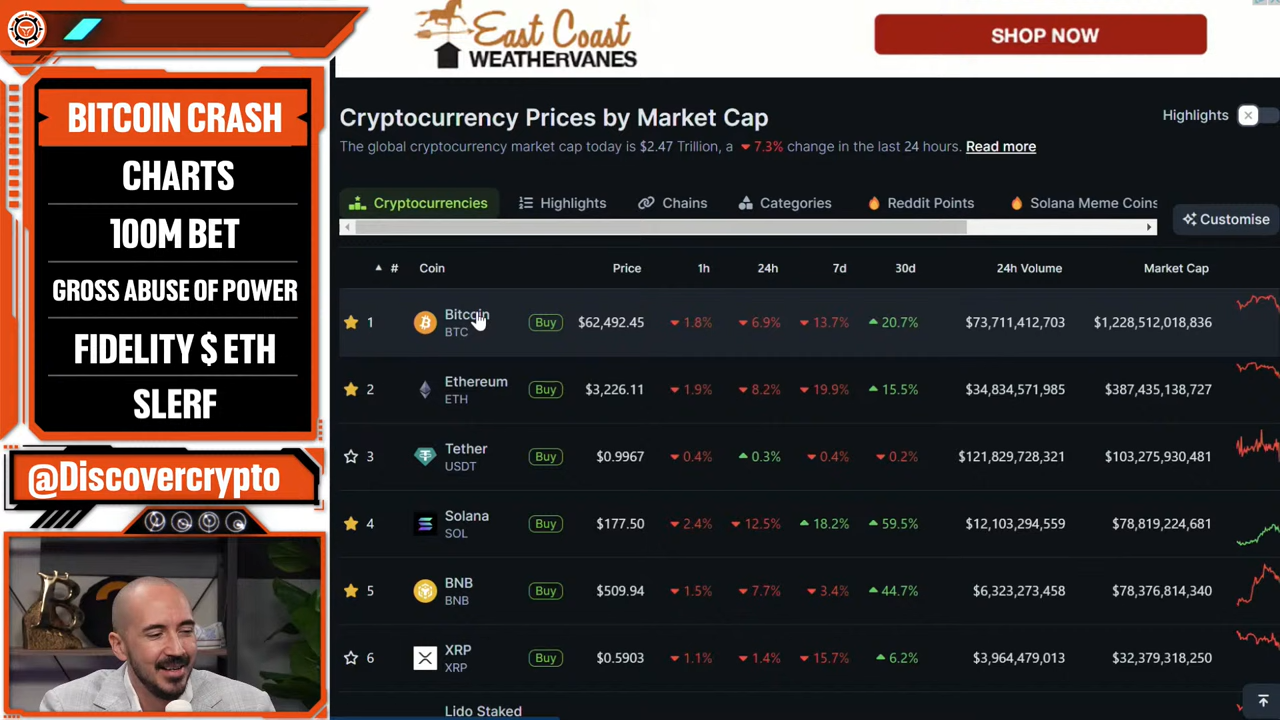 BITCOIN CRASH
CHARTS
100M BET
GROSS ABUSE OF POWER
FIDELITY $ ETH
SLERF
@Discovercrypto
East Coast
WEATHERVANES
SHOP NOW
Cryptocurrency Prices by Market Cap
Highlights
The global cryptocurrency market cap today is $2.47 Trillion, a 7.3% change in the last 24 hours. Read more
Cryptocurrencies Highlights Chains Categories Reddit Points Solana Meme Coins
Customise
# Coin Price 1h 24h 7d 30d 24h Volume Market Cap
1 Bitcoin BTC Buy $62,492.45 1.8% 6.9% 13.7% 20.7% $73,711,412,703 $1,228,512,018,836
2 Ethereum ETH Buy $3,226.11 1.9% 8.2% 19.9% 15.5% $34,834,571,985 $387,435,138,727
3 Tether USDT Buy $0.9967 0.4% 0.3% 0.4% 0.2% $121,829,728,321 $103,275,930,481
4 Solana SOL Buy $177.50 2.4% 12.5% 18.2% 59.5% $12,103,294,559 $78,819,224,681
5 BNB BNB Buy $509.94 1.5% 7.7% 3.4% 44.7% $6,323,273,458 $78,376,814,340
6 XRP XRP Buy $0.5903 1.1% 1.4% 15.7% 6.2% $3,964,479,013 $32,379,318,250
Lido Staked